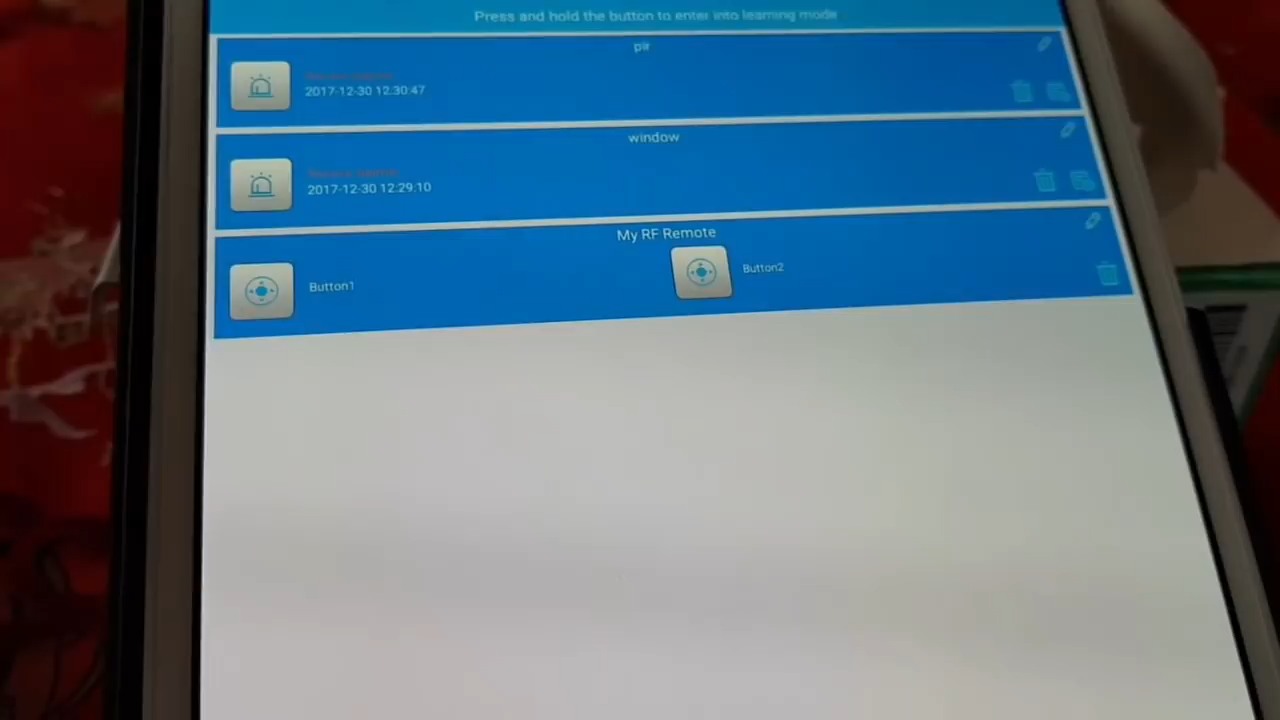 Press and hold the button to enter into learning mode
pir
2017-12-30 12:30:47
window
2017-12-30 12:29:10
My RF Remote
Button1
Button2